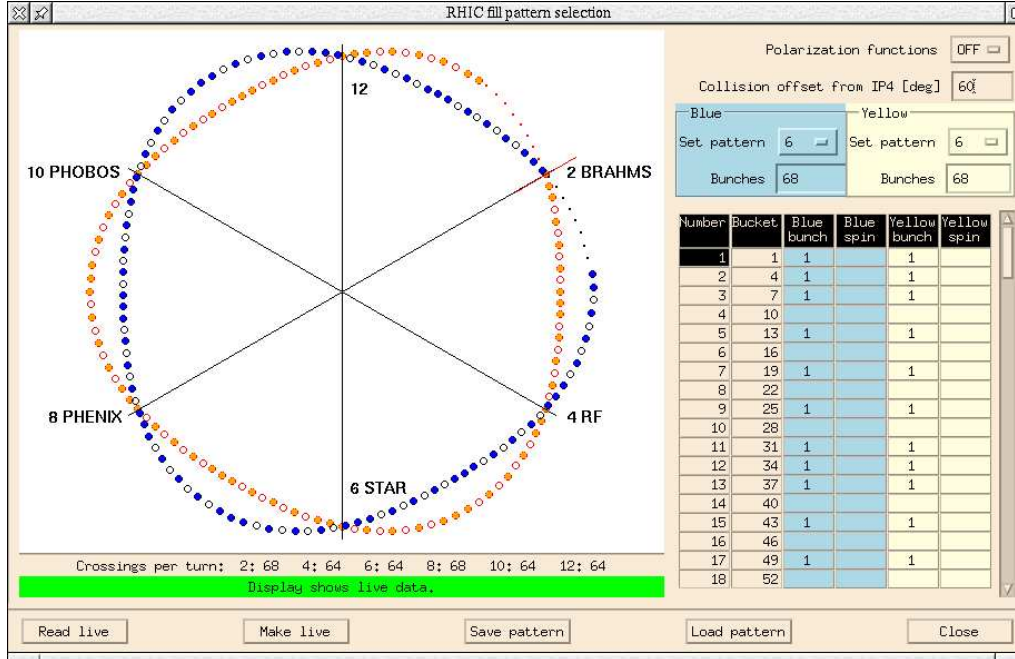 RHIC fill pattern selection
Polarization functions OFF
Collision offset from IP4 [deg] 60
Blue Yellow
Set pattern 6 Set pattern 6
Bunches 68 Bunches 68
12
10 PHOBOS 2 BRAHMS
8 PHENIX 4 RF
6 STAR
Crossings per turn: 2: 68 4: 64 6: 64 8: 68 10: 64 12: 64
Display shows live data.
Number Bucket Blue bunch Blue spin Yellow bunch Yellow spin
1 1 1 1
2 4 1 1
3 7 1 1
4 10
5 13 1 1
6 16
7 19 1 1
8 22
9 25 1 1
10 28
11 31 1 1
12 34 1 1
13 37 1 1
14 40
15 43 1 1
16 46
17 49 1 1
18 52
Read live Make live Save pattern Load pattern Close